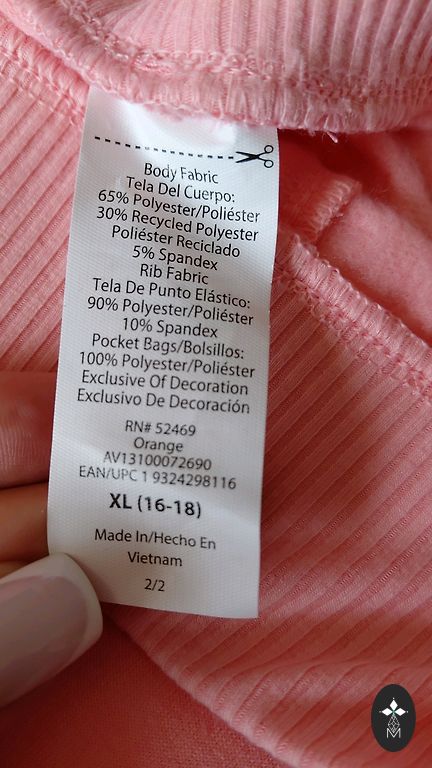 Body Fabric
Tela Del Cuerpo:
65% Polyester/Poliéster
30% Recycled Polyester
Poliéster Reciclado
5% Spandex
Rib Fabric
Tela De Punto Elástico:
90% Polyester/Poliéster
10% Spandex
Pocket Bags/Bolsillos:
100% Polyester/Poliéster
Exclusive Of Decoration
Exclusivo De Decoración
RN# 52469
Orange
AV13100072690
EAN/UPC 1 9324298116
XL (16-18)
Made In/Hecho En
Vietnam
2/2
M